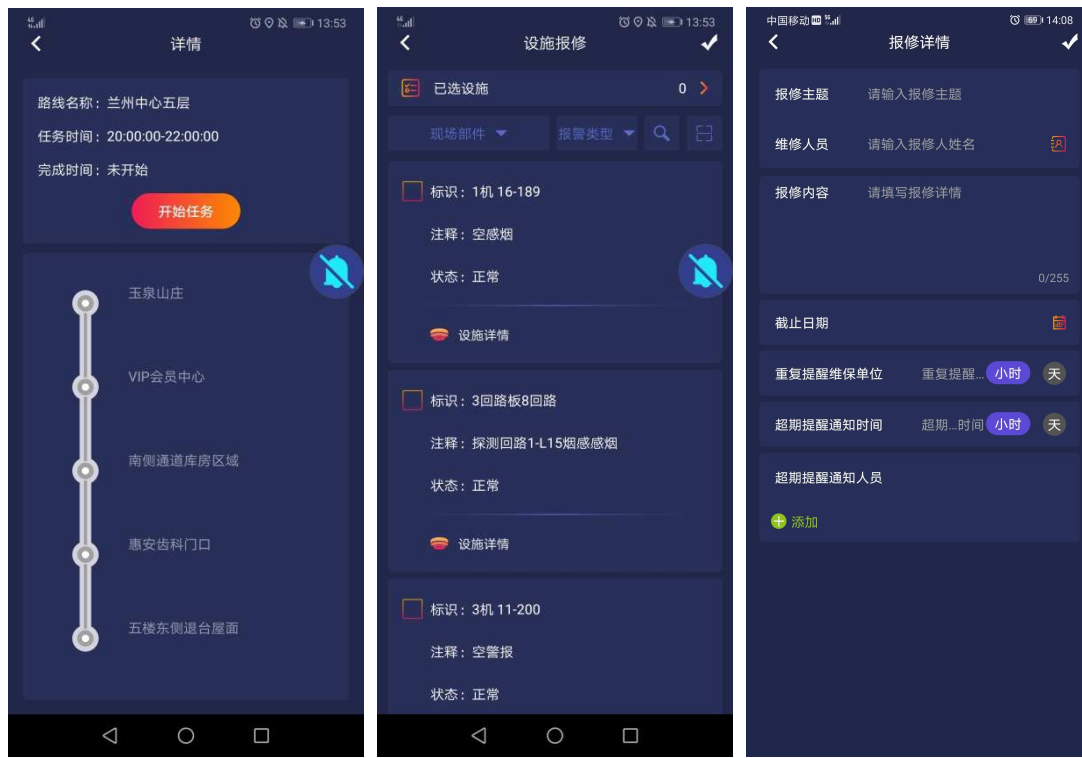 13:53
详情
路线名称：兰州中心五层
任务时间：20:00:00-22:00:00
完成时间：未开始
开始任务
玉泉山庄
VIP会员中心
南侧通道库房区域
惠安齿科门口
五楼东侧退台屋面
13:53
设施报修
已选设施 0
现场部件 报警类型
标识：1机 16-189
注释：空感烟
状态：正常
设施详情
标识：3回路板8回路
注释：探测回路1-L15烟感感烟
状态：正常
设施详情
标识：3机 11-200
注释：空警报
状态：正常
中国移动 HD 69 14:08
报修详情
报修主题 请输入报修主题
维修人员 请输入报修人姓名
报修内容 请填写报修详情
0/255
截止日期
重复提醒维保单位 重复提醒... 小时 天
超期提醒通知时间 超期...时间 小时 天
超期提醒通知人员
添加